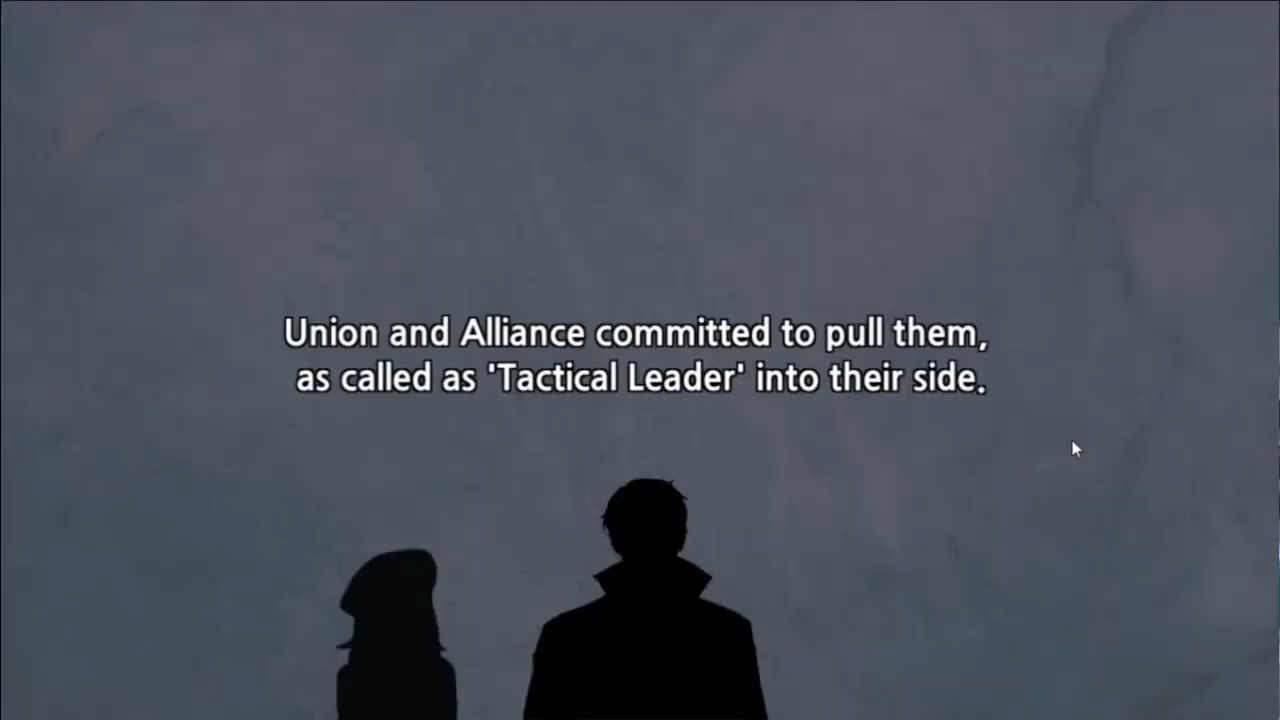 Union and Alliance committed to pull them,
as called as 'Tactical Leader' into their side.